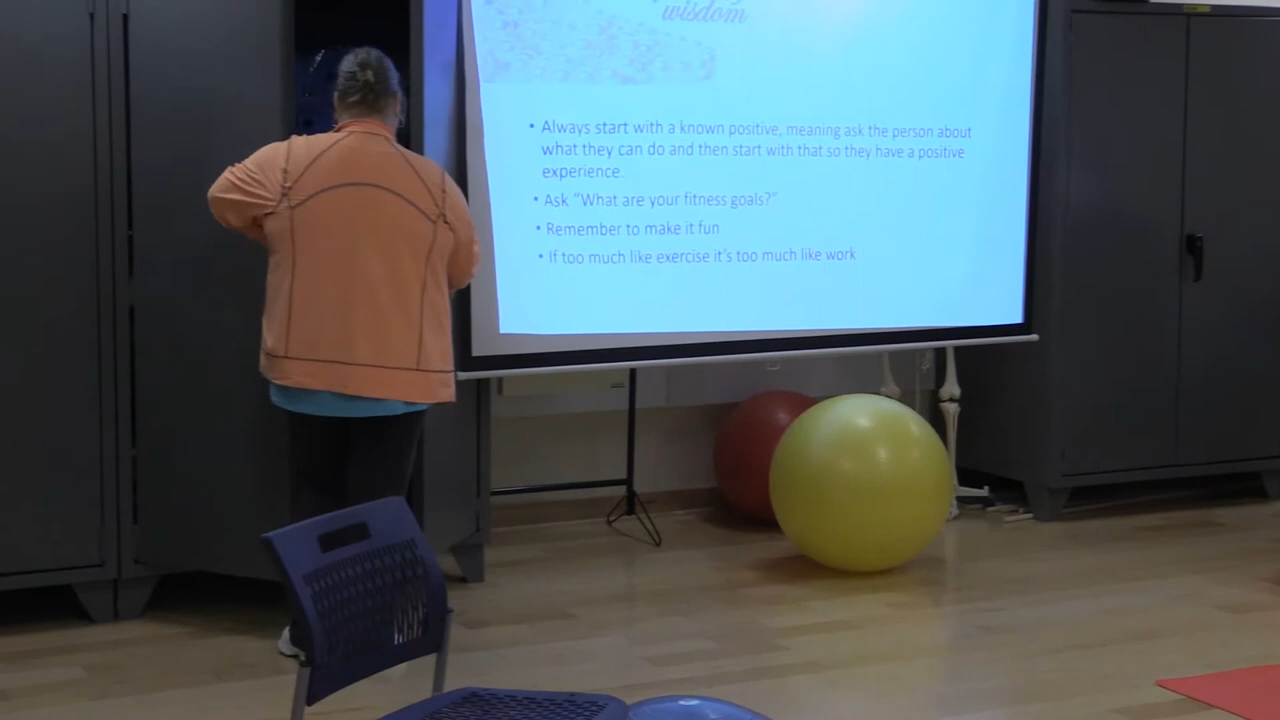 wisdom
• Always start with a known positive, meaning ask the person about
what they can do and then start with that so they have a positive
experience.
• Ask “What are your fitness goals?”
• Remember to make it fun
• If too much like exercise it’s too much like work